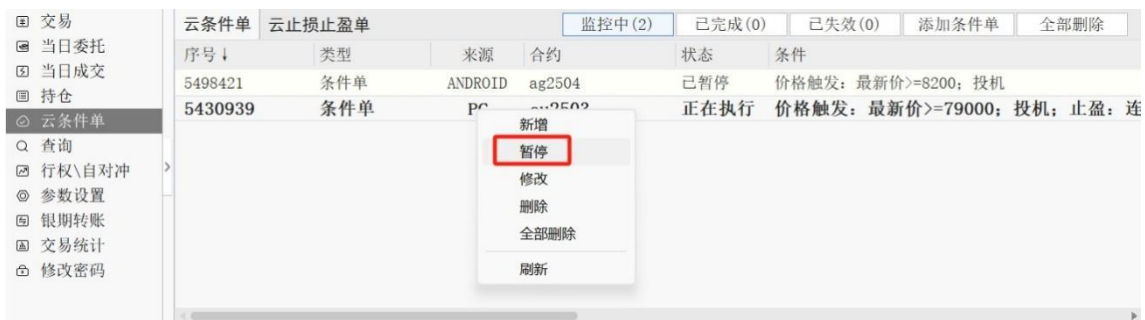 交易
当日委托
当日成交
持仓
云条件单
查询
行权\自对冲
参数设置
银期转账
交易统计
修改密码
云条件单 云止损止盈单 监控中(2) 已完成(0) 已失效(0) 添加条件单 全部删除
序号↓ 类型 来源 合约 状态 条件
5498421 条件单 ANDROID ag2504 已暂停 价格触发: 最新价>=8200; 投机
5430939 条件单 正在执行 价格触发: 最新价>=79000; 投机; 止盈: 连
新增
暂停
修改
删除
全部删除
刷新